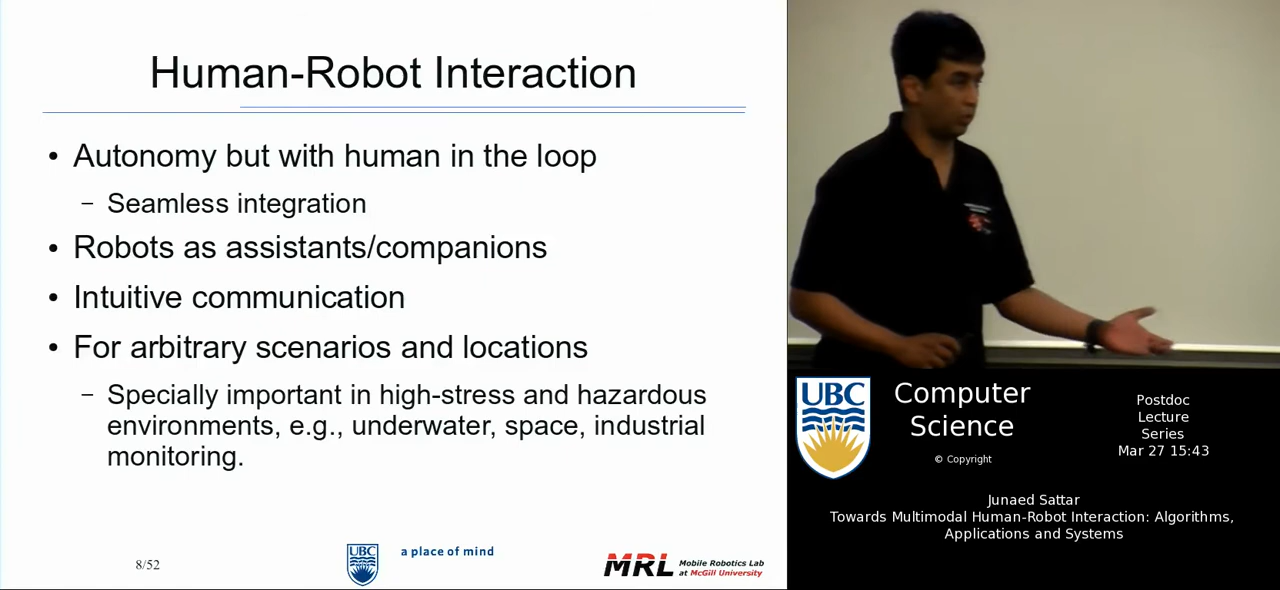 Human-Robot Interaction
• Autonomy but with human in the loop
– Seamless integration
• Robots as assistants/companions
• Intuitive communication
• For arbitrary scenarios and locations
– Specially important in high-stress and hazardous
environments, e.g., underwater, space, industrial
monitoring.
8/52
UBC
a place of mind
MRL
Mobile Robotics Lab
at McGill University
UBC
Computer
Science
© Copyright
Postdoc
Lecture
Series
Mar 27 15:43
Junaed Sattar
Towards Multimodal Human-Robot Interaction: Algorithms,
Applications and Systems